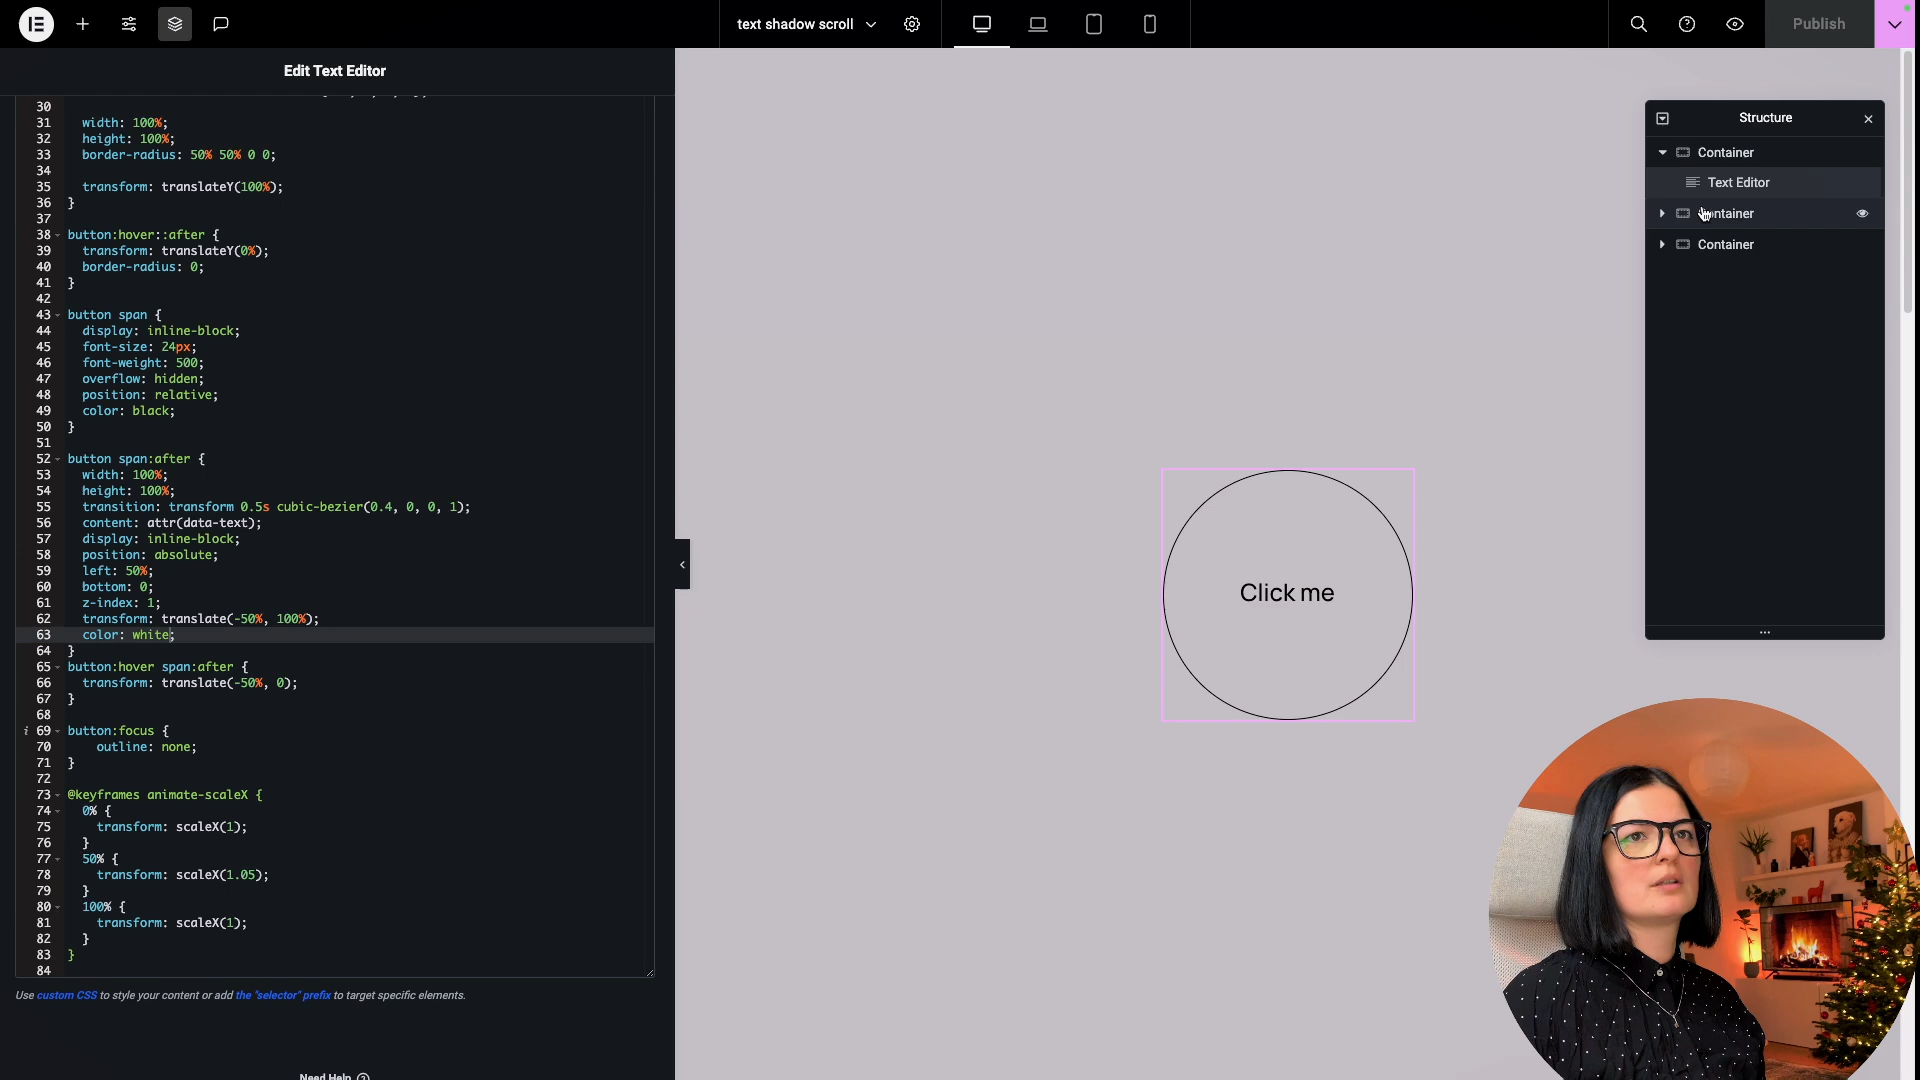 text shadow scroll
Publish
Edit Text Editor
30
31 width: 100%;
32 height: 100%;
33 border-radius: 50% 50% 0 0;
34
35 transform: translateY(100%);
36 }
37
38 button:hover::after {
39 transform: translateY(0%);
40 border-radius: 0;
41 }
42
43 button span {
44 display: inline-block;
45 font-size: 24px;
46 font-weight: 500;
47 overflow: hidden;
48 position: relative;
49 color: black;
50 }
51
52 button span:after {
53 width: 100%;
54 height: 100%;
55 transition: transform 0.5s cubic-bezier(0.4, 0, 0, 1);
56 content: attr(data-text);
57 display: inline-block;
58 position: absolute;
59 left: 50%;
60 bottom: 0;
61 z-index: 1;
62 transform: translate(-50%, 100%);
63 color: white;
64 }
65 button:hover span:after {
66 transform: translate(-50%, 0);
67 }
68
i 69 button:focus {
70 outline: none;
71 }
72
73 @keyframes animate-scaleX {
74 0% {
75 transform: scaleX(1);
76 }
77 50% {
78 transform: scaleX(1.05);
79 }
80 100% {
81 transform: scaleX(1);
82 }
83 }
84
Use custom CSS to style your content or add the "selector" prefix to target specific elements.
Need Help
Click me
Structure
Container
Text Editor
Container
Container